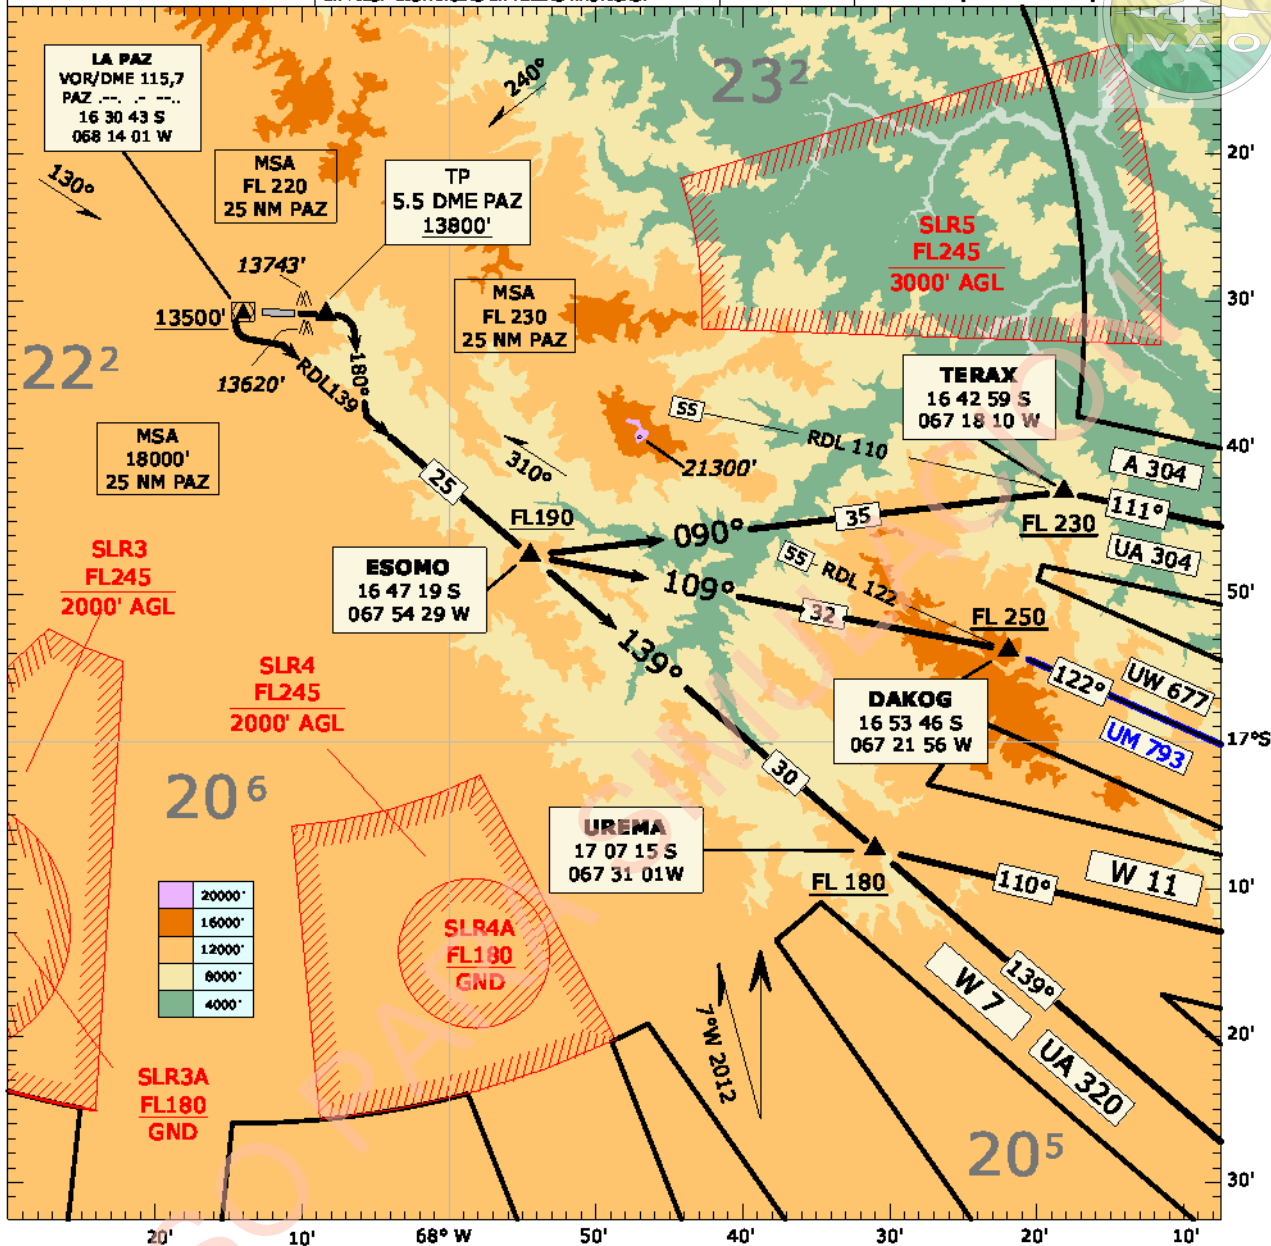 IVAO
LA PAZ
VOR/DME 115,7
PAZ .--. .- --..
16 30 43 S
068 14 01 W
240°
23²
130°
MSA
FL 220
25 NM PAZ
TP
5.5 DME PAZ
13800'
20'
SLR5
FL245
3000' AGL
13743'
MSA
FL 230
25 NM PAZ
30'
13500'
22²
13620'
RDL139
180°
TERAX
16 42 59 S
067 18 10 W
SS
RDL 110
MSA
18000'
25 NM PAZ
21300'
40'
310°
25
A 304
111°
FL190
090°
35
FL 230
UA 304
SLR3
FL245
2000' AGL
ESOMO
16 47 19 S
067 54 29 W
109°
SS
RDL 122
32
FL 250
50'
139°
SLR4
FL245
2000' AGL
DAKOG
16 53 46 S
067 21 56 W
122°
UW 677
UM 793
17°S
20⁶
30
UREMA
17 07 15 S
067 31 01W
FL 180
110°
W 11
10'
20000'
16000'
12000'
8000'
4000'
SLR4A
FL180
GND
139°
W 7
7°W 2012
UA 320
20'
SLR3A
FL180
GND
20⁵
30'
20'
10'
68° W
50'
40'
30'
20'
10'